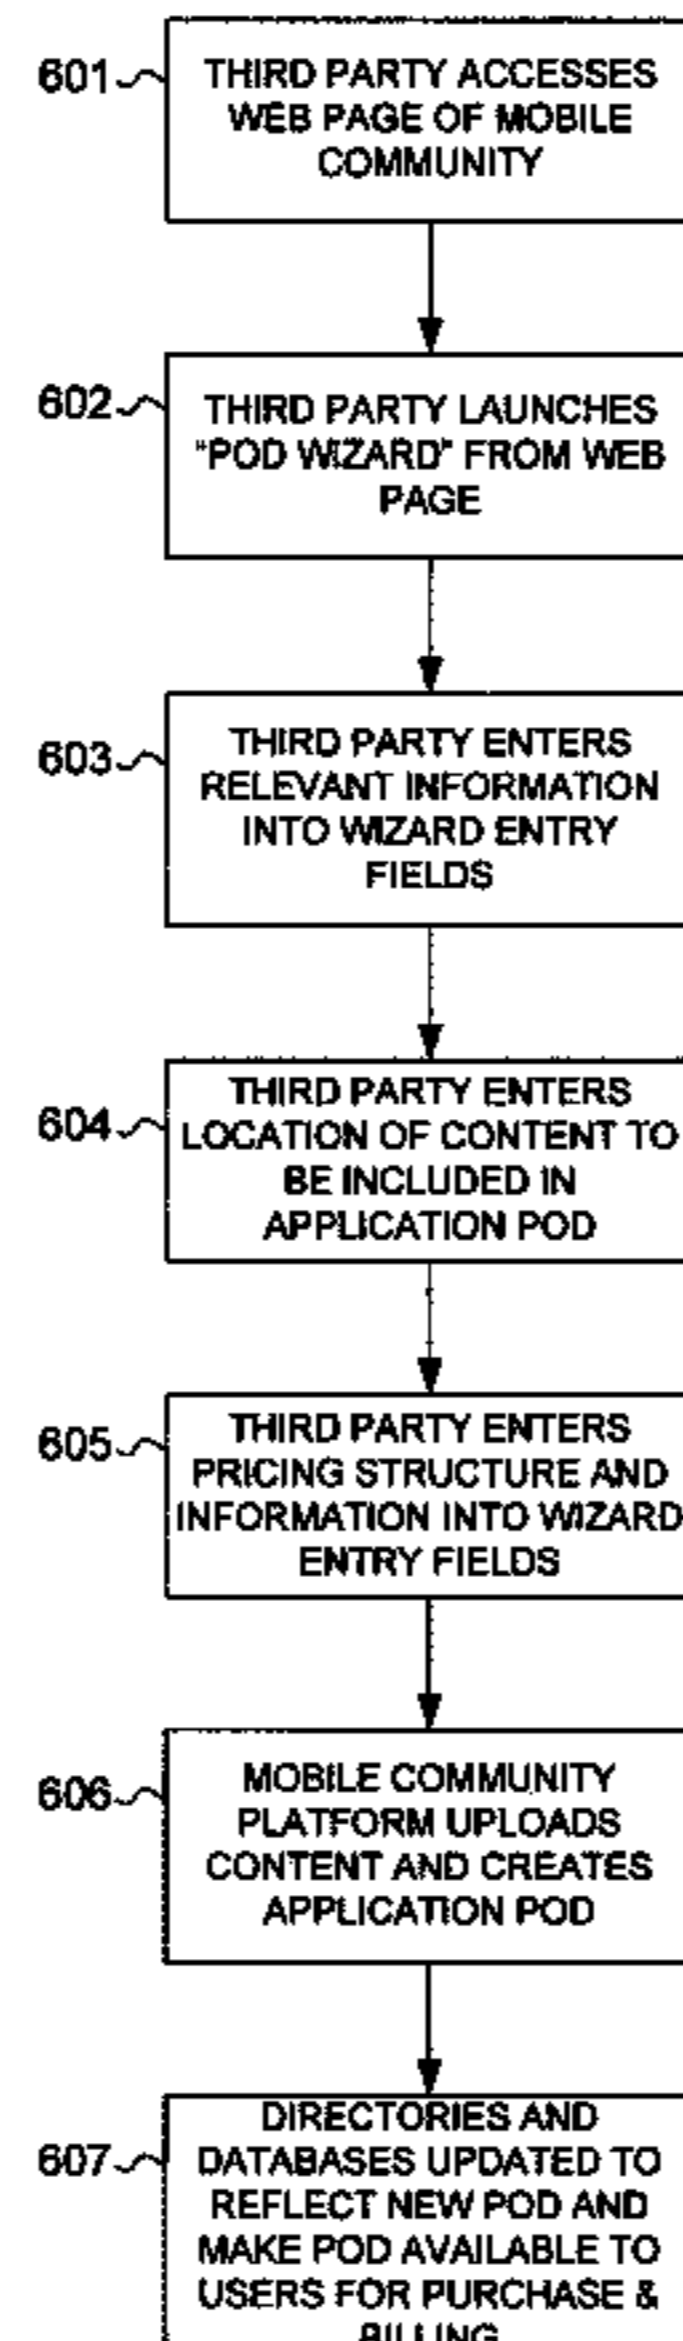 601
THIRD PARTY ACCESSES
WEB PAGE OF MOBILE
COMMUNITY
602
THIRD PARTY LAUNCHES
"POD WIZARD" FROM WEB
PAGE
603
THIRD PARTY ENTERS
RELEVANT INFORMATION
INTO WIZARD ENTRY
FIELDS
604
THIRD PARTY ENTERS
LOCATION OF CONTENT TO
BE INCLUDED IN
APPLICATION POD
605
THIRD PARTY ENTERS
PRICING STRUCTURE AND
INFORMATION INTO WIZARD
ENTRY FIELDS
606
MOBILE COMMUNITY
PLATFORM UPLOADS
CONTENT AND CREATES
APPLICATION POD
607
DIRECTORIES AND
DATABASES UPDATED TO
REFLECT NEW POD AND
MAKE POD AVAILABLE TO
USERS FOR PURCHASE &
BILLING